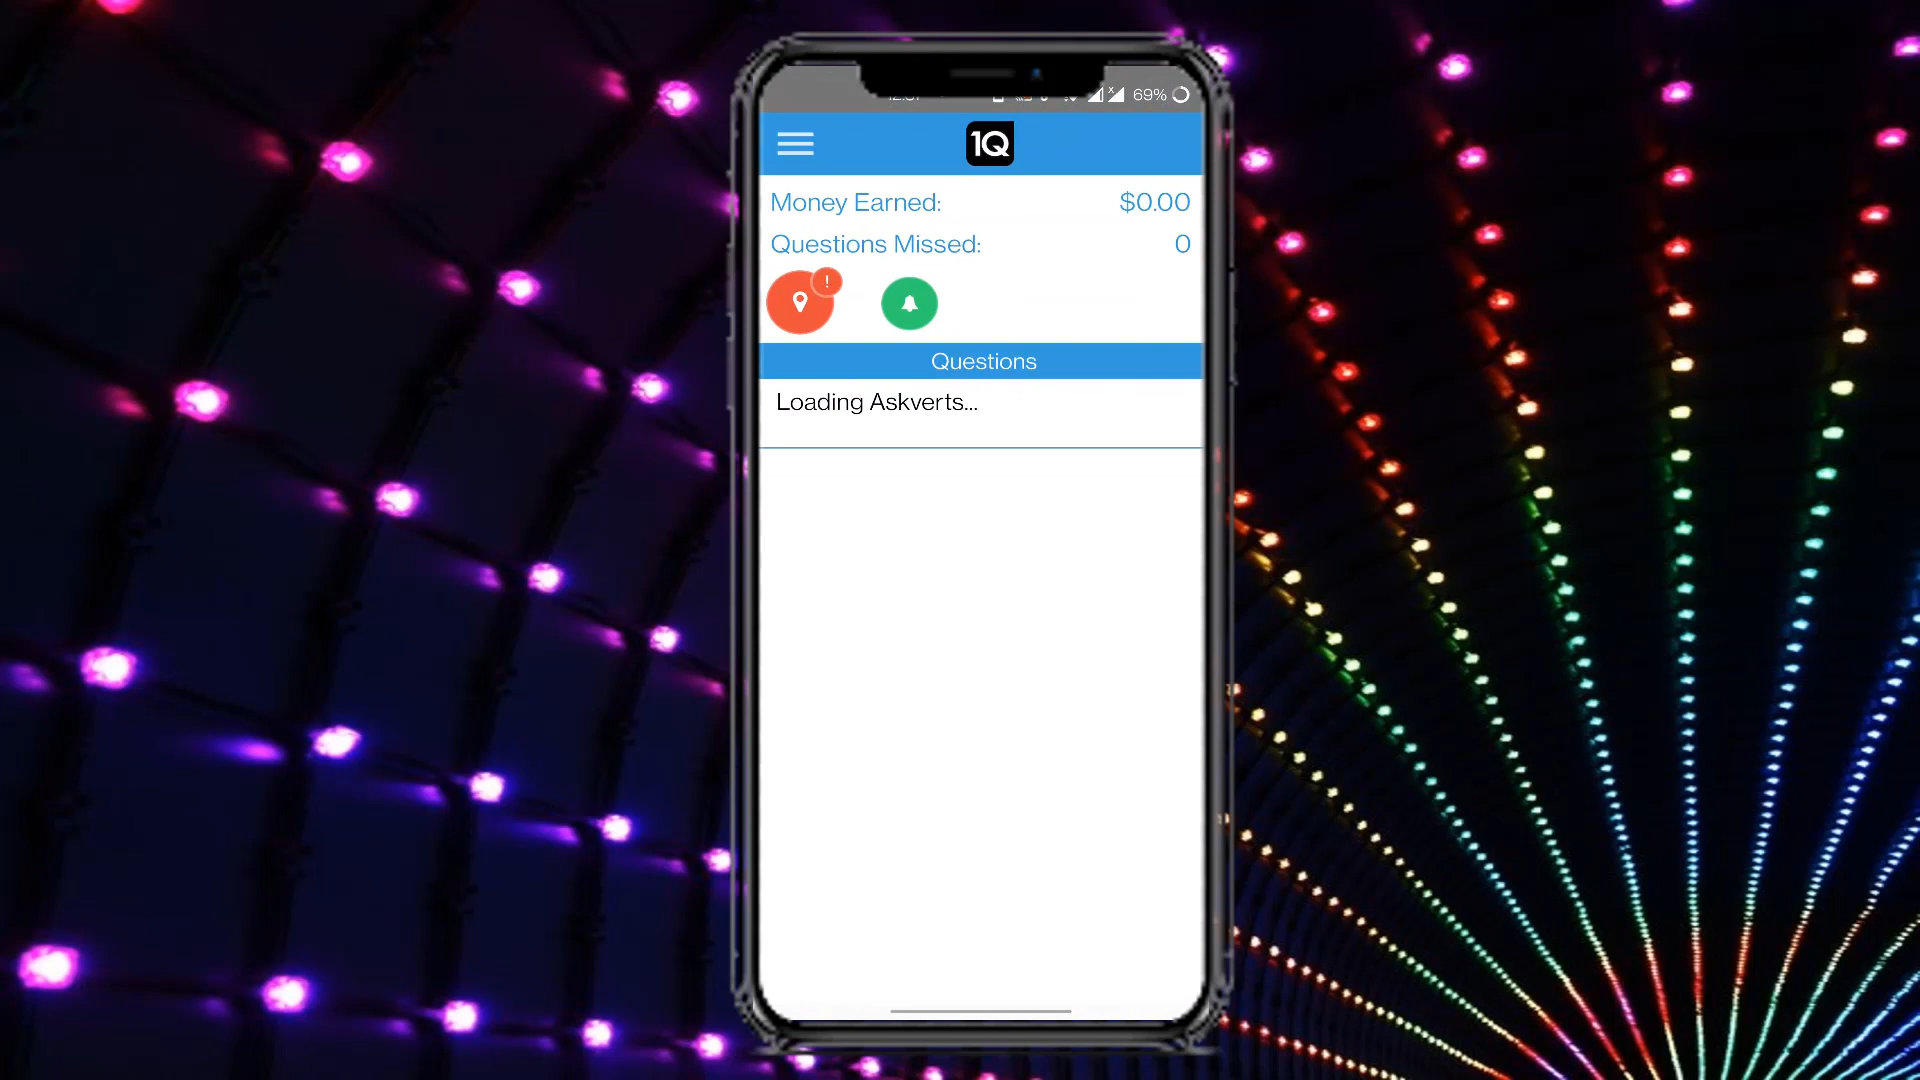 69%
1Q
Money Earned: $0.00
Questions Missed: 0
!
Questions
Loading Askverts...